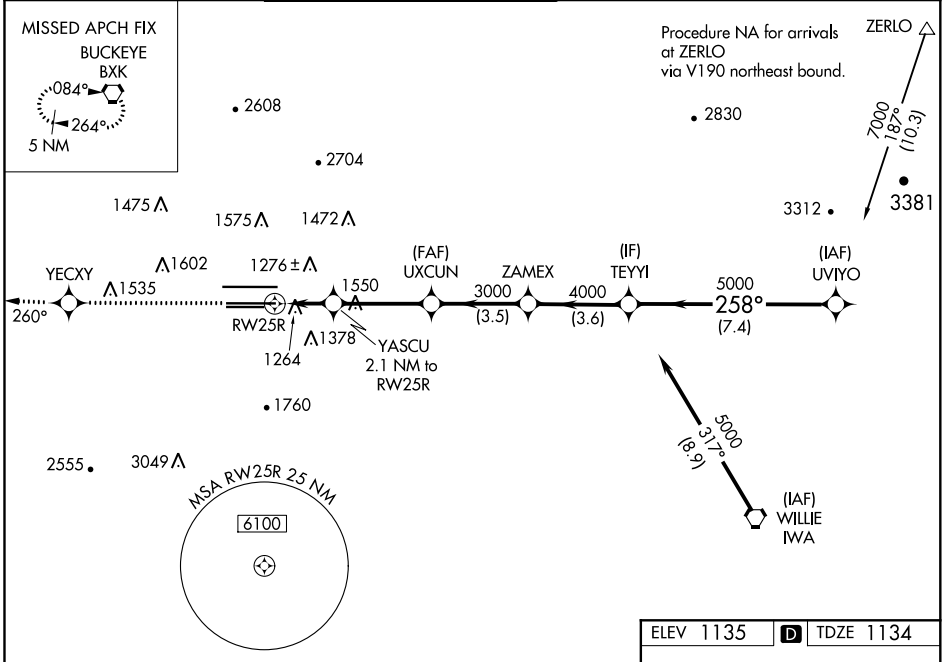 MISSED APCH FIX
BUCKEYE
BXK
084°
264°
5 NM
Procedure NA for arrivals
at ZERLO
via V190 northeast bound.
ZERLO
7000
187°
(10.3)
2608
2830
2704
3381
3312
1475
1575
1472
(FAF)
UXCUN
(IF)
TEYYI
(IAF)
UVIYO
ZAMEX
YECXY
1602
1276±
1535
1550
3000
(3.5)
4000
(3.6)
5000
258°
(7.4)
260°
RW25R
1264
1378
YASCU
2.1 NM to
RW25R
1760
5000
317°
(8.9)
2555
3049
MSA RW25R 25 NM
6100
(IAF)
WILLIE
IWA
ELEV 1135 D TDZE 1134